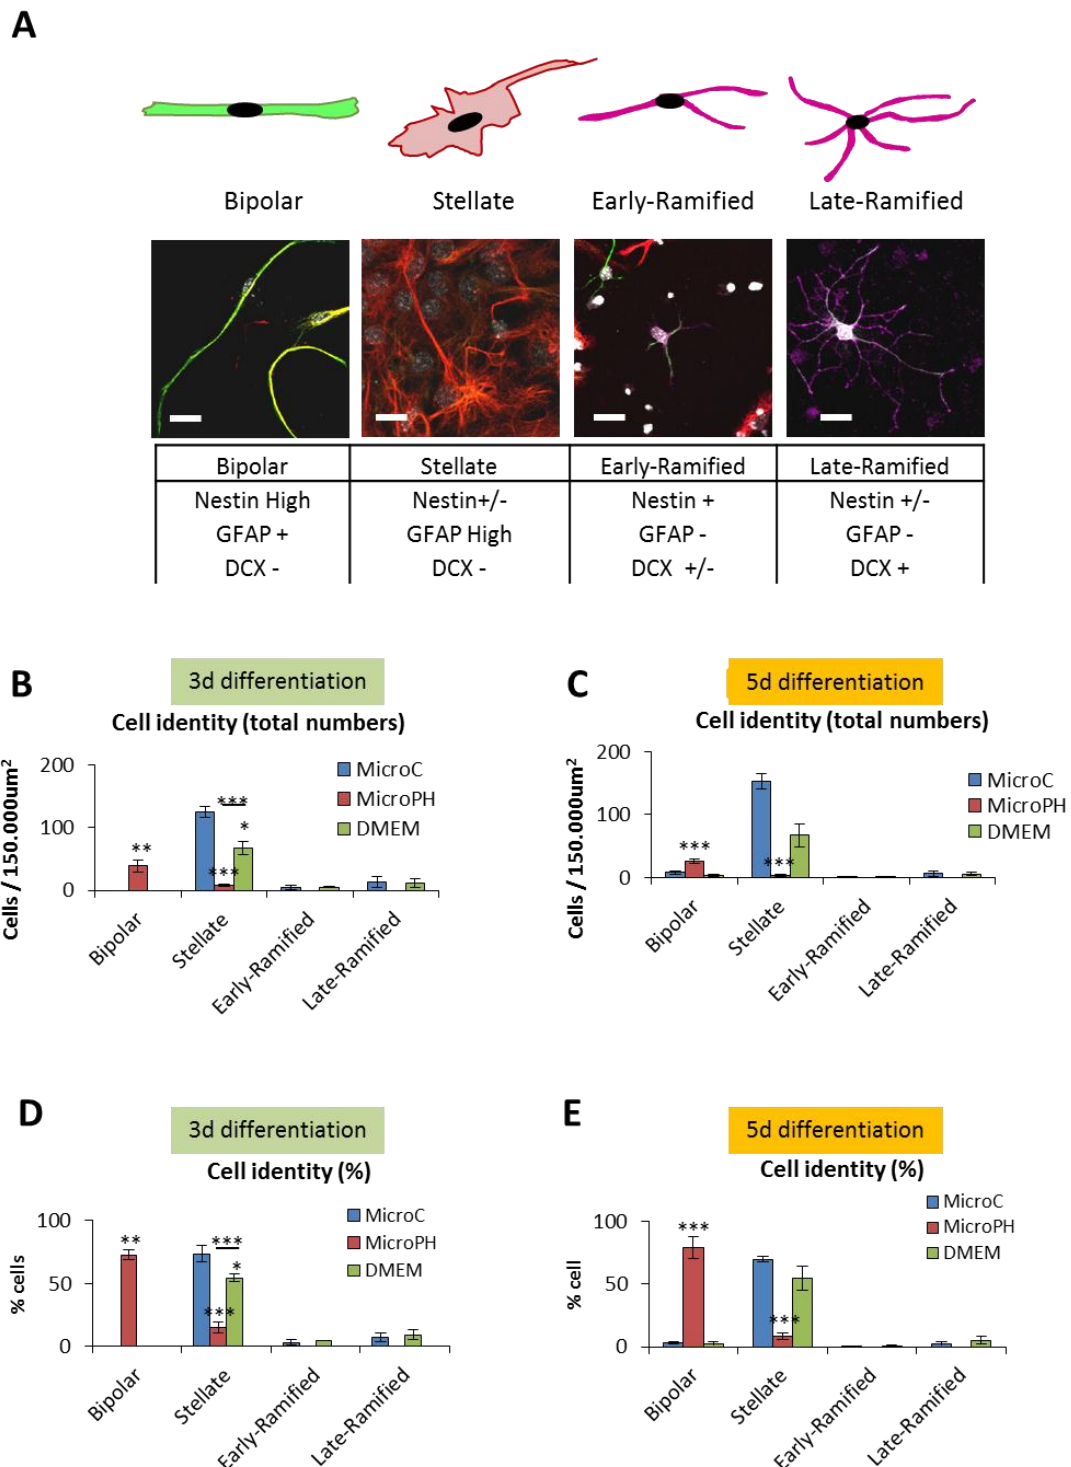 A
Bipolar Stellate Early-Ramified Late-Ramified
Bipolar Stellate Early-Ramified Late-Ramified
Nestin High Nestin+/- Nestin + Nestin +/-
GFAP + GFAP High GFAP - GFAP -
DCX - DCX - DCX +/- DCX +
B
3d differentiation
Cell identity (total numbers)
Cells / 150.000um²
200
100
0
MicroC
MicroPH
DMEM
**
***
*
***
Bipolar
Stellate
Early-Ramified
Late-Ramified
C
5d differentiation
Cell identity (total numbers)
Cells / 150.000um²
200
100
0
MicroC
MicroPH
DMEM
***
***
Bipolar
Stellate
Early-Ramified
Late-Ramified
D
3d differentiation
Cell identity (%)
% cells
100
50
0
MicroC
MicroPH
DMEM
**
***
*
***
Bipolar
Stellate
Early-Ramified
Late-Ramified
E
5d differentiation
Cell identity (%)
% cell
100
50
0
MicroC
MicroPH
DMEM
***
***
Bipolar
Stellate
Early-Ramified
Late-Ramified